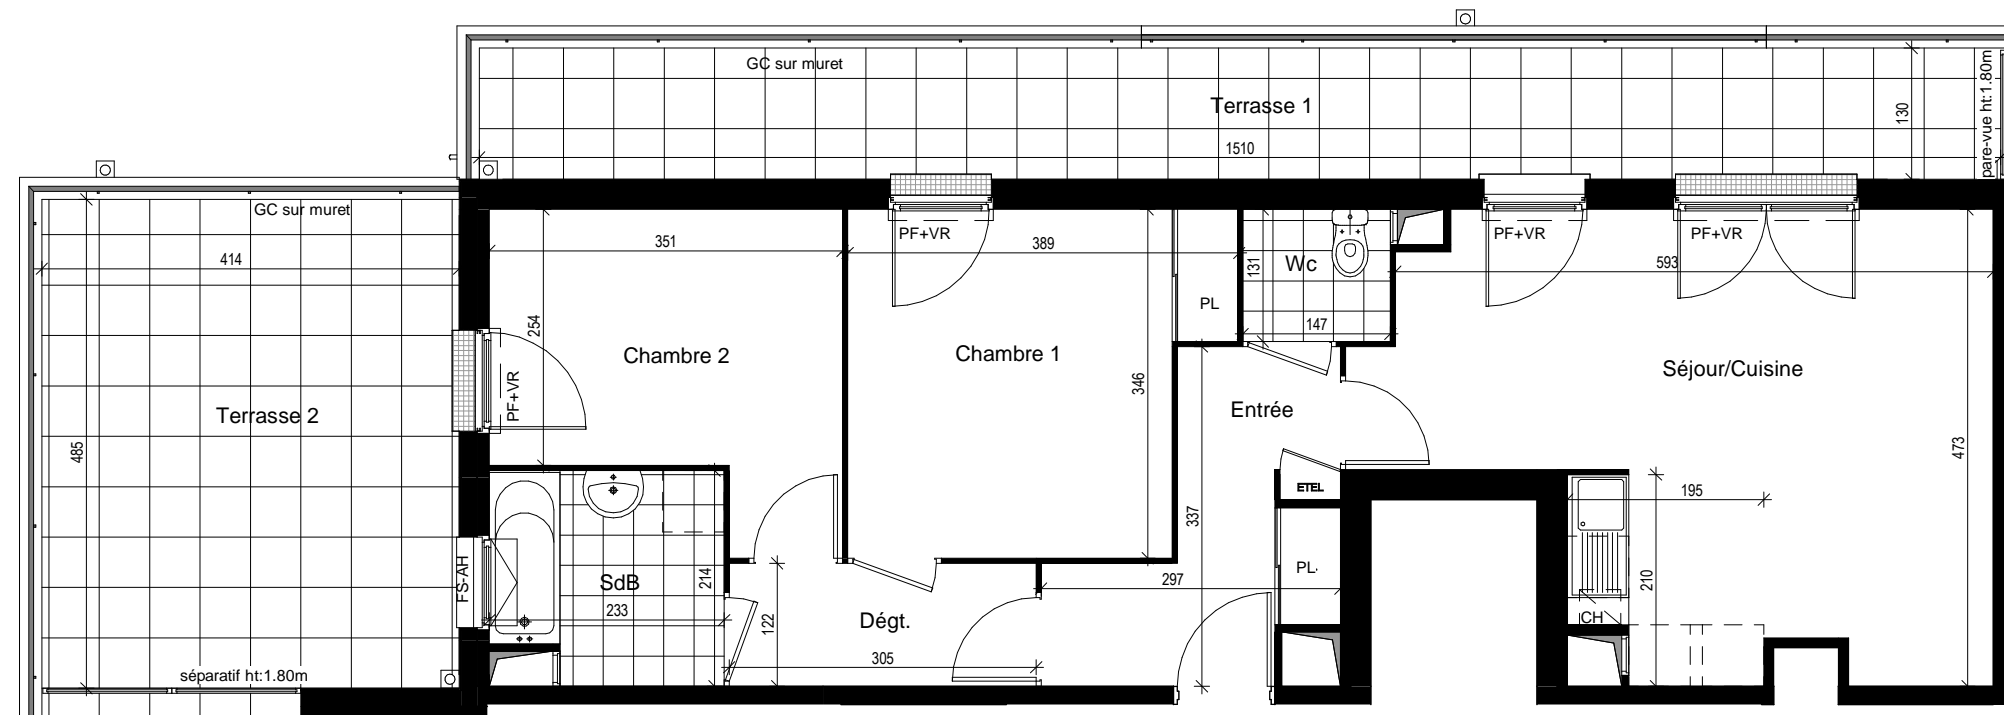 GC sur muret
Terrasse 1
130
pare-vue ht:1.80m
1510
GC sur muret
414
351
PF+VR
389
Wc
131
PF+VR
PF+VR
593
PL
147
254
Chambre 2
Chambre 1
346
Séjour/Cuisine
PF+VR
Terrasse 2
Entrée
485
473
ETEL
195
337
FS-AH
SdB
214
233
PL.
297
210
CH
122
Dégt.
305
séparatif ht:1.80m